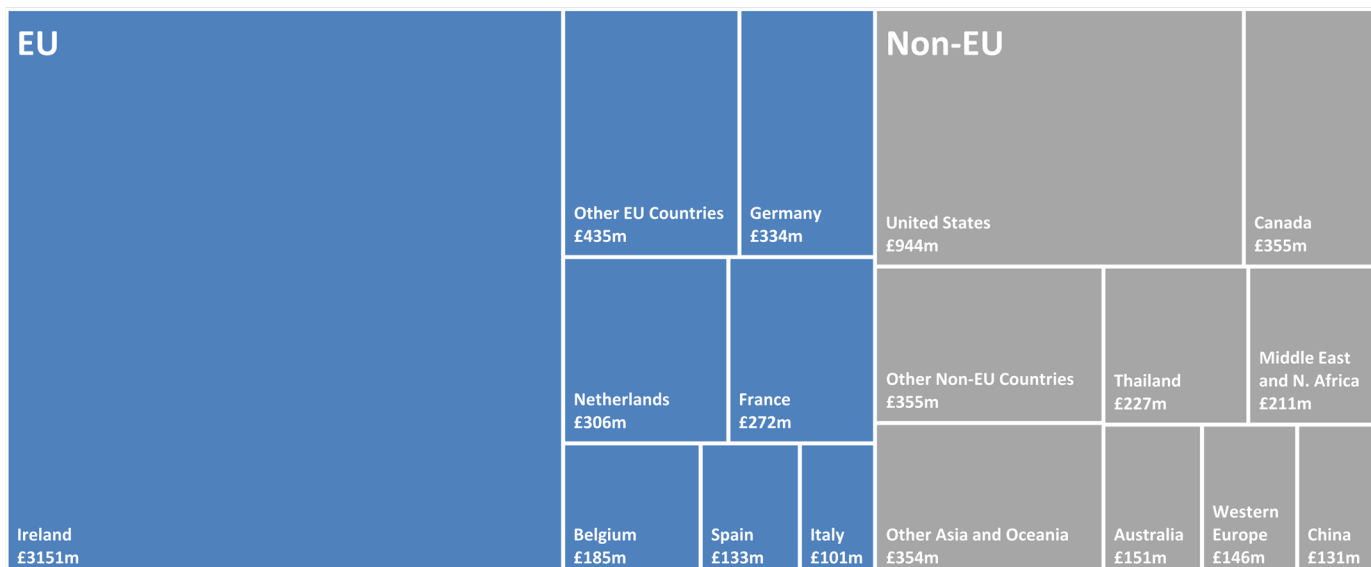 EU
Ireland
£3151m
Other EU Countries
£435m
Germany
£334m
Netherlands
£306m
France
£272m
Belgium
£185m
Spain
£133m
Italy
£101m
Non-EU
United States
£944m
Canada
£355m
Other Non-EU Countries
£355m
Thailand
£227m
Middle East
and N. Africa
£211m
Other Asia and Oceania
£354m
Australia
£151m
Western
Europe
£146m
China
£131m